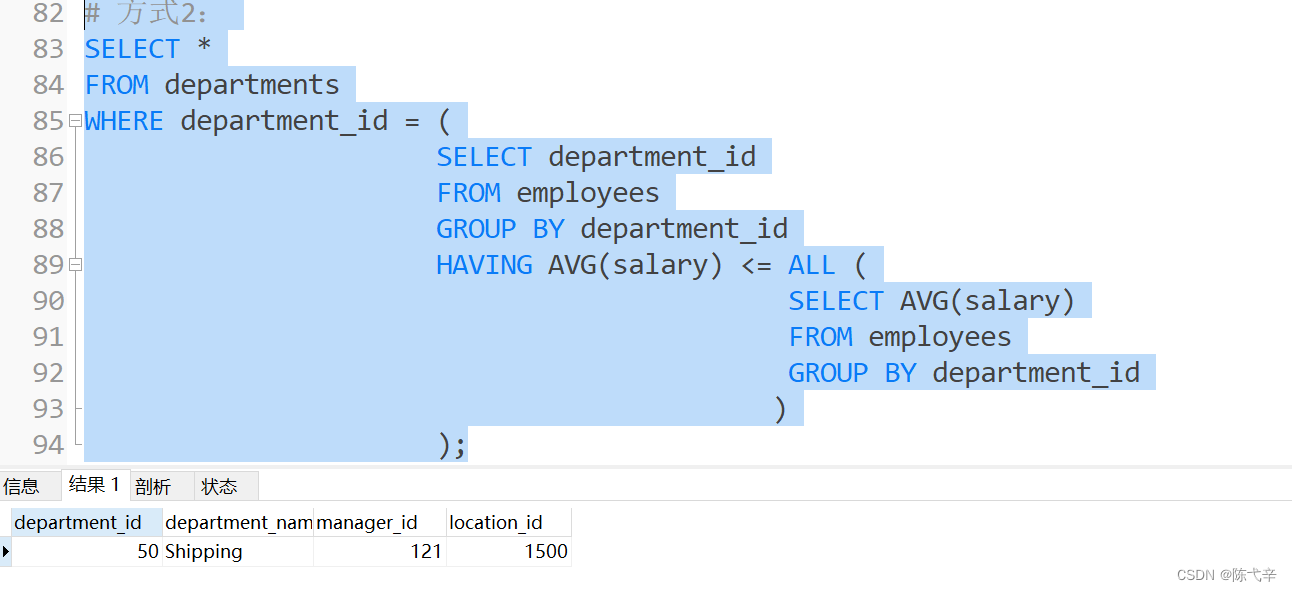 82 # 方式2:
83 SELECT *
84 FROM departments
85 WHERE department_id = (
86 SELECT department_id
87 FROM employees
88 GROUP BY department_id
89 HAVING AVG(salary) <= ALL (
90 SELECT AVG(salary)
91 FROM employees
92 GROUP BY department_id
93 )
94 );
信息 结果 1 剖析 状态
department_id department_nam manager_id location_id
50 Shipping 121 1500
CSDN @陈弋辛